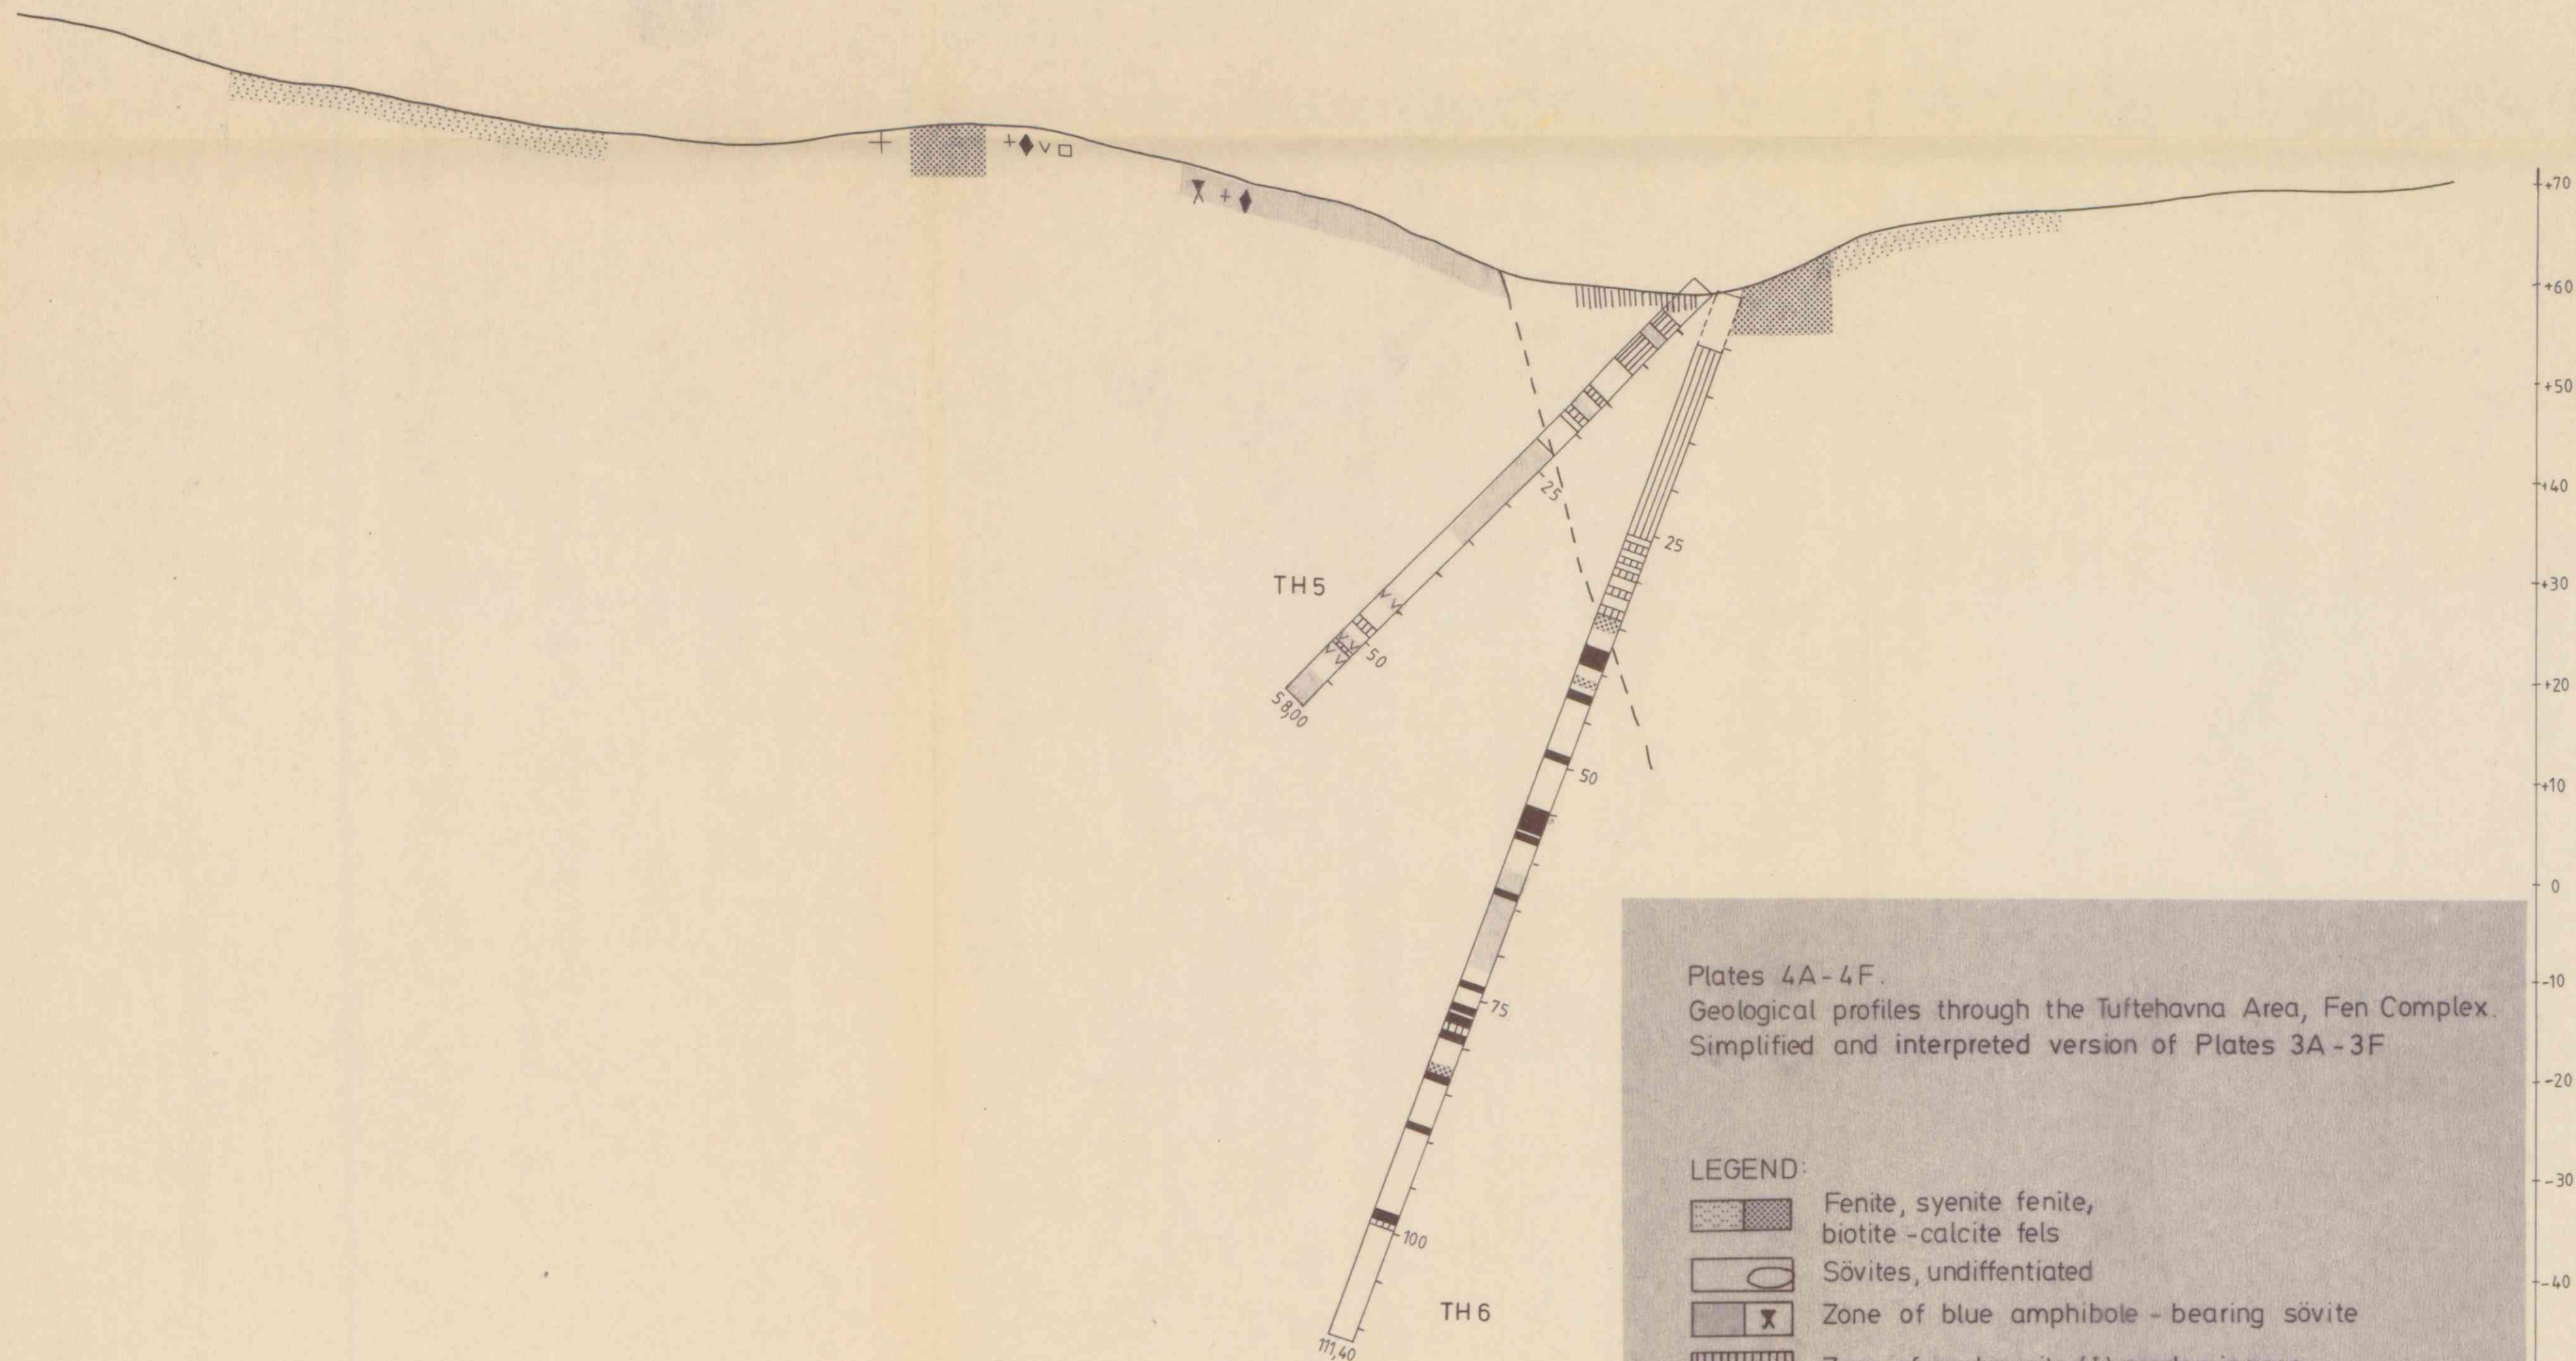 +70
+60
+50
+40
+30
+20
+10
0
-10
-20
-30
-40
TH5
25
50
58,00
25
50
75
100
111,40
TH 6
Plates 4A-4F.
Geological profiles through the Tuftehavna Area, Fen Complex.
Simplified and interpreted version of Plates 3A-3F
LEGEND:
Fenite, syenite fenite,
biotite-calcite fels
Sövites, undiffentiated
Zone of blue amphibole-bearing sövite